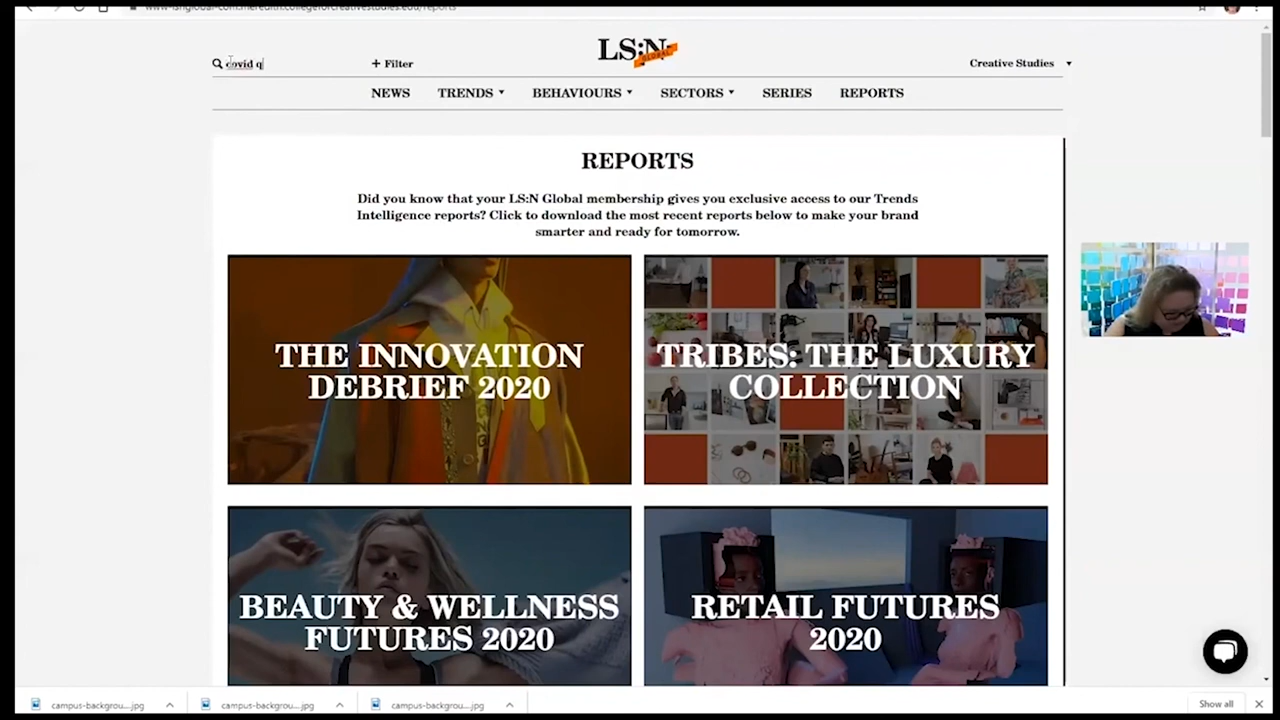 covid q
+ Filter
LS:N
GLOBAL
Creative Studies
NEWS
TRENDS
BEHAVIOURS
SECTORS
SERIES
REPORTS
REPORTS
Did you know that your LS:N Global membership gives you exclusive access to our Trends
Intelligence reports? Click to download the most recent reports below to make your brand
smarter and ready for tomorrow.
THE INNOVATION
DEBRIEF 2020
TRIBES: THE LUXURY
COLLECTION
BEAUTY & WELLNESS
FUTURES 2020
RETAIL FUTURES
2020
campus-backgrou....jpg
campus-backgrou....jpg
campus-backgrou....jpg
Show all